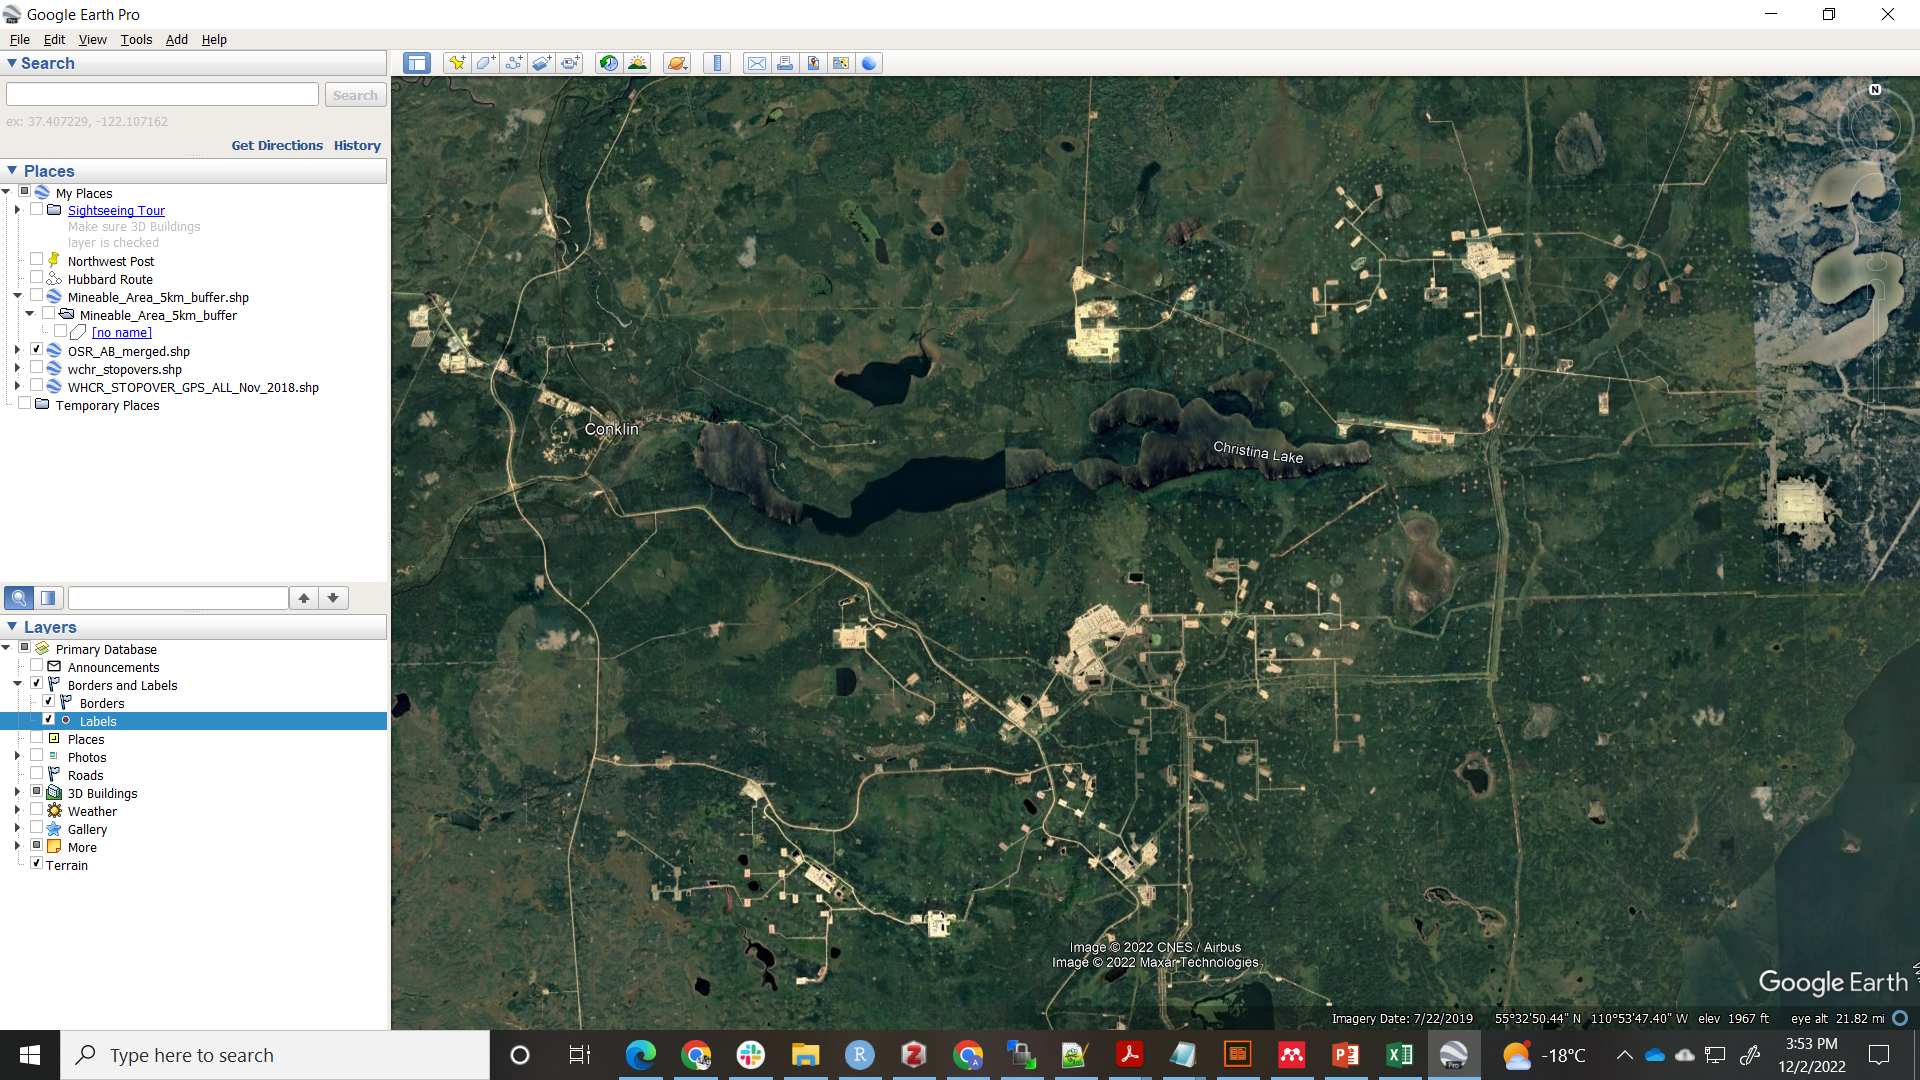 Google Earth Pro
File Edit View Tools Add Help
Search
Search
ex: 37.407229, -122.107162
Get Directions History
Places
My Places
Sightseeing Tour
Make sure 3D Buildings
layer is checked
Northwest Post
Hubbard Route
Mineable_Area_5km_buffer.shp
Mineable_Area_5km_buffer
[no name]
OSR_AB_merged.shp
wchr_stopovers.shp
WHCR_STOPOVER_GPS_ALL_Nov_2018.shp
Temporary Places
Layers
Primary Database
Announcements
Borders and Labels
Borders
Labels
Places
Photos
Roads
3D Buildings
Weather
Gallery
More
Terrain
N
Conklin
Christina Lake
Image © 2022 CNES / Airbus
Image © 2022 Maxar Technologies
Google Earth
Imagery Date: 7/22/2019 55°32'50.44" N 110°53'47.40" W elev 1967 ft eye alt 21.82 mi
Type here to search
-18°C
3:53 PM
12/2/2022